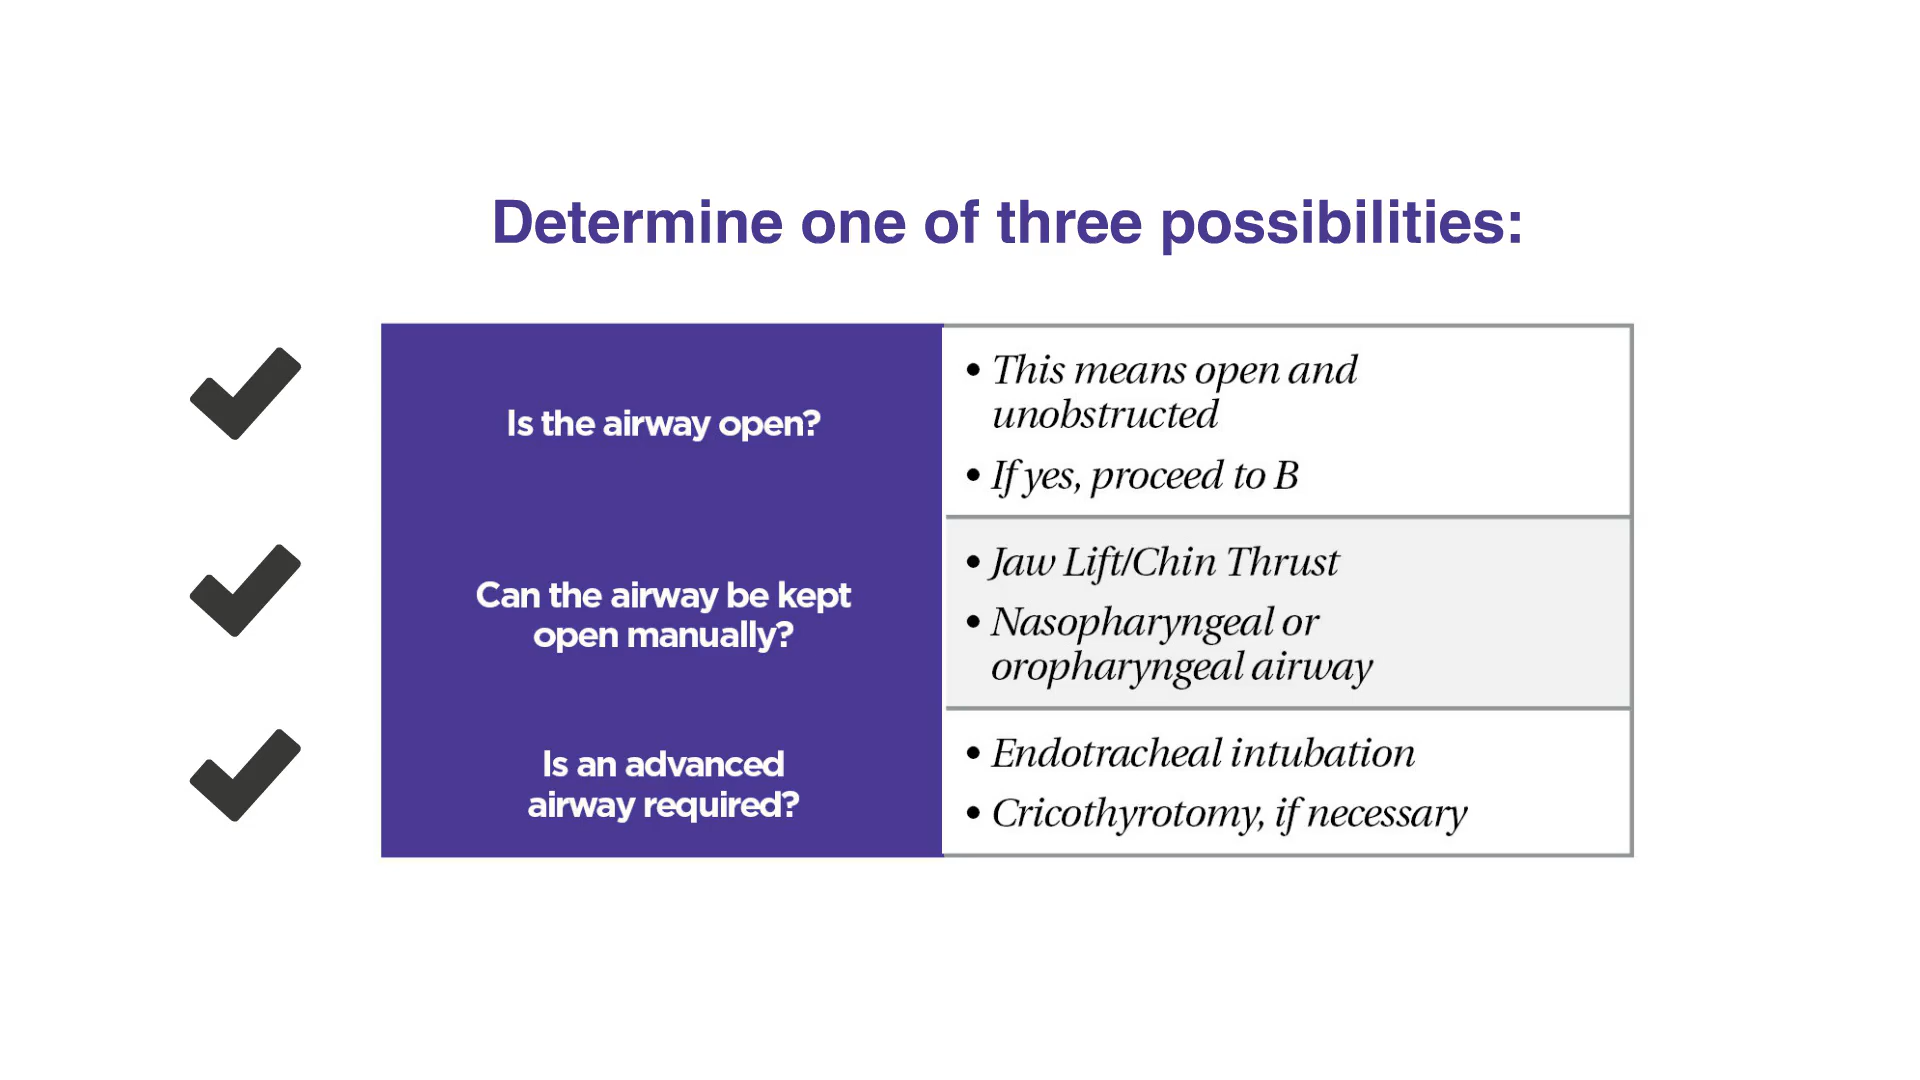 Determine one of three possibilities:
Is the airway open?
• This means open and
unobstructed
• If yes, proceed to B
Can the airway be kept
open manually?
• Jaw Lift/Chin Thrust
• Nasopharyngeal or
oropharyngeal airway
Is an advanced
airway required?
• Endotracheal intubation
• Cricothyrotomy, if necessary